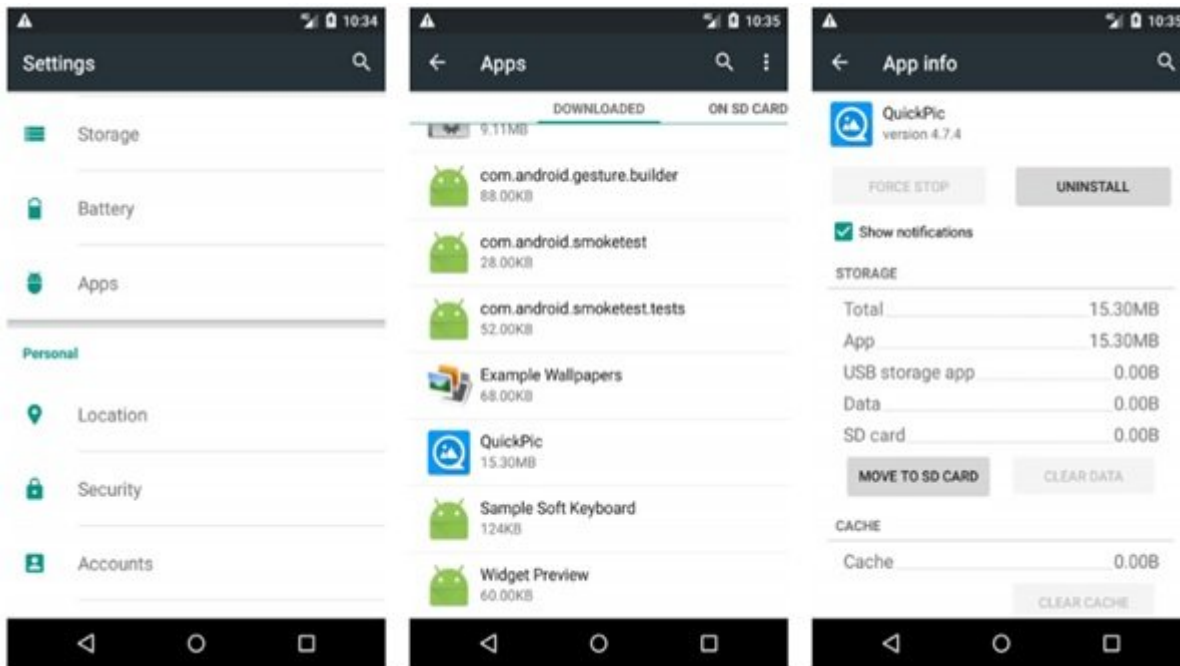 10:34
Settings
Storage
Battery
Apps
Personal
Location
Security
Accounts
10:35
Apps
DOWNLOADED
ON SD CARD
9.11MB
com.android.gesture.builder
88.00KB
com.android.smoketest
28.00KB
com.android.smoketest.tests
52.00KB
Example Wallpapers
68.00KB
QuickPic
15.30MB
Sample Soft Keyboard
124KB
Widget Preview
60.00KB
10:35
App info
QuickPic
version 4.7.4
FORCE STOP
UNINSTALL
Show notifications
STORAGE
Total 15.30MB
App 15.30MB
USB storage app 0.00B
Data 0.00B
SD card 0.00B
MOVE TO SD CARD
CLEAR DATA
CACHE
Cache 0.00B
CLEAR CACHE